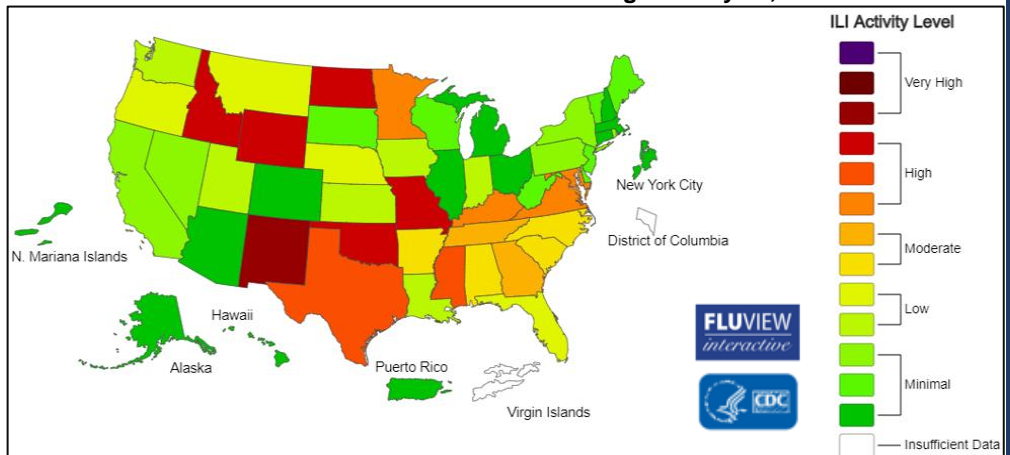 ILI Activity Level
Very High
High
Moderate
Low
Minimal
Insufficient Data
New York City
District of Columbia
N. Mariana Islands
Hawaii
Alaska
Puerto Rico
Virgin Islands
FLUVIEW
interactive
CDC